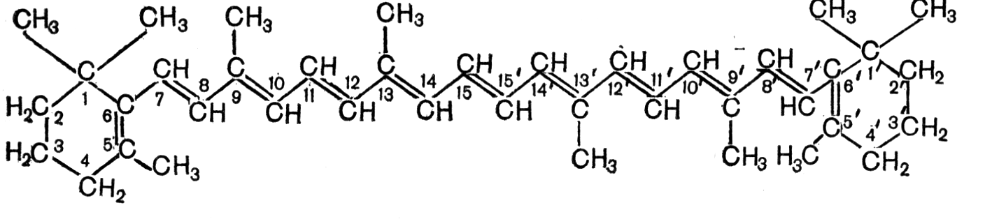 CH3 CH3 CH3 CH3 CH3 CH3
C CH C CH C CH CH CH CH CH C C
1 7 8 9 10 11 12 13 14 15 15' 14' 13' 12' 11' 10' 9' 8' 7' 6' 1' 2' CH2
H2C 2 6 C CH CH CH CH CH C CH C HC
H2C 3 5 C C 5' 3' CH2
4 CH3 CH3 CH3 H3C 4' CH2
CH2